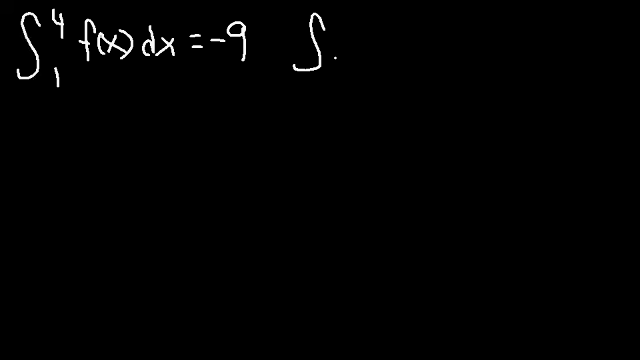 ∫₁⁴ f(x) dx = -9 ∫